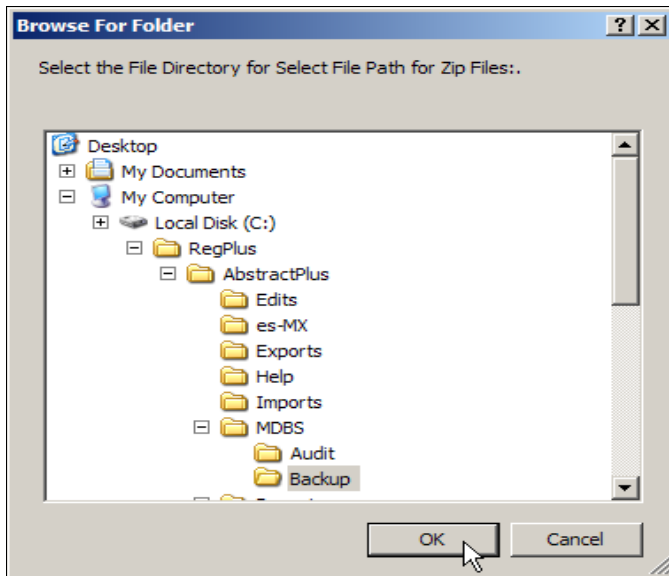 Browse For Folder
Select the File Directory for Select File Path for Zip Files:.
Desktop
My Documents
My Computer
Local Disk (C:)
RegPlus
AbstractPlus
Edits
es-MX
Exports
Help
Imports
MDBS
Audit
Backup
OK Cancel